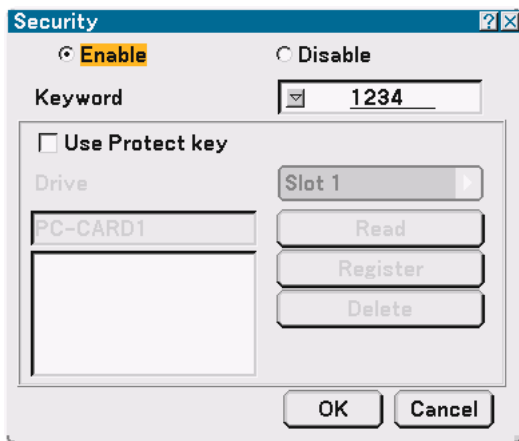 Security
Enable Disable
Keyword 1234
Use Protect key
Drive Slot 1
PC-CARD1 Read
Register
Delete
OK Cancel